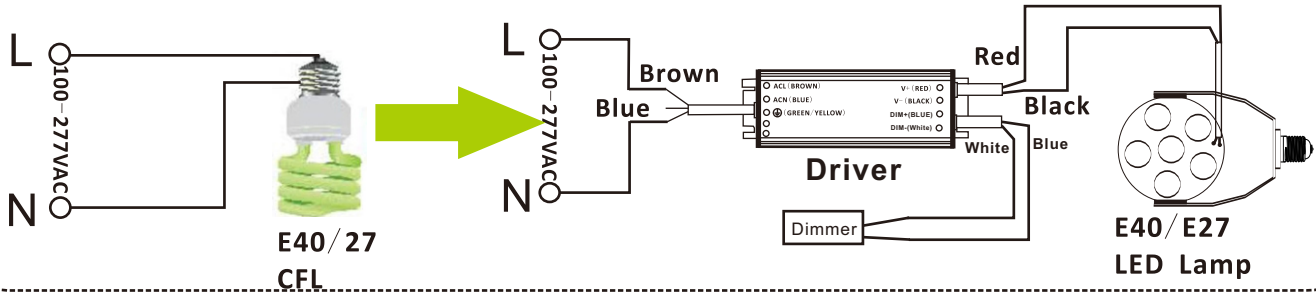 L
100-277VAC
N
E40/27
CFL
L
100-277VAC
N
Brown
Blue
ACL(BROWN)
ACN(BLUE)
(GREEN/YELLOW)
V+(RED)
V-(BLACK)
DIM+(BLUE)
DIM-(White)
Driver
Red
Black
White
Blue
Dimmer
E40/E27
LED Lamp